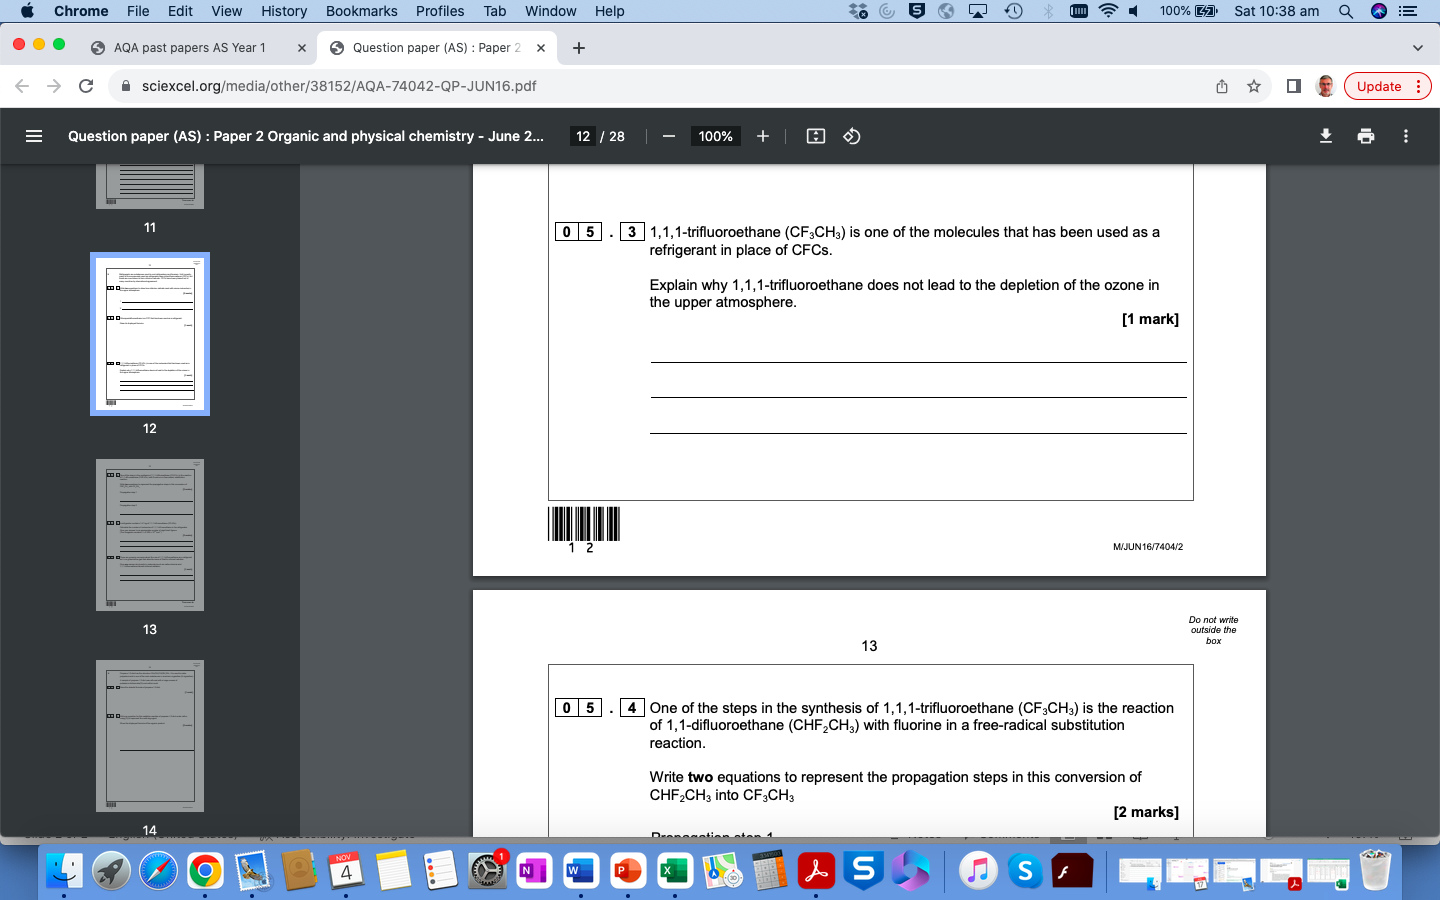 Chrome File Edit View History Bookmarks Profiles Tab Window Help 100% Sat 10:38 am
AQA past papers AS Year 1
Question paper (AS) : Paper 2
sciexcel.org/media/other/38152/AQA-74042-QP-JUN16.pdf
Update
Question paper (AS) : Paper 2 Organic and physical chemistry - June 2...
12 / 28
100%
11
12
13
14
0 5 . 3 1,1,1-trifluoroethane (CF₃CH₃) is one of the molecules that has been used as a
refrigerant in place of CFCs.
Explain why 1,1,1-trifluoroethane does not lead to the depletion of the ozone in
the upper atmosphere.
[1 mark]
1 2
M/JUN16/7404/2
Do not write
outside the
box
13
0 5 . 4 One of the steps in the synthesis of 1,1,1-trifluoroethane (CF₃CH₃) is the reaction
of 1,1-difluoroethane (CHF₂CH₃) with fluorine in a free-radical substitution
reaction.
Write two equations to represent the propagation steps in this conversion of
CHF₂CH₃ into CF₃CH₃
[2 marks]
Propagation step 1
NOV
4
1